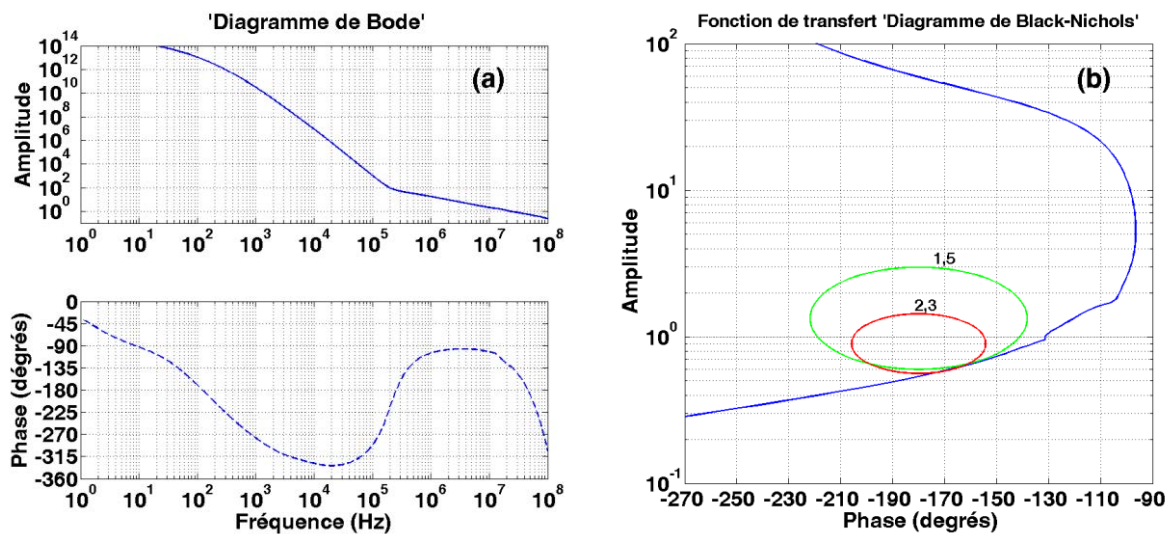 'Diagramme de Bode'
(a)
Amplitude
10^14
10^12
10^10
10^8
10^6
10^4
10^2
10^0
10^0 10^1 10^2 10^3 10^4 10^5 10^6 10^7 10^8
Phase (dégrés)
0
-45
-90
-135
-180
-225
-270
-315
-360
10^0 10^1 10^2 10^3 10^4 10^5 10^6 10^7 10^8
Fréquence (Hz)
Fonction de transfert 'Diagramme de Black-Nichols'
(b)
Amplitude
10^2
10^1
10^0
10^-1
1,5
2,3
-270 -250 -230 -210 -190 -170 -150 -130 -110 -90
Phase (degrés)